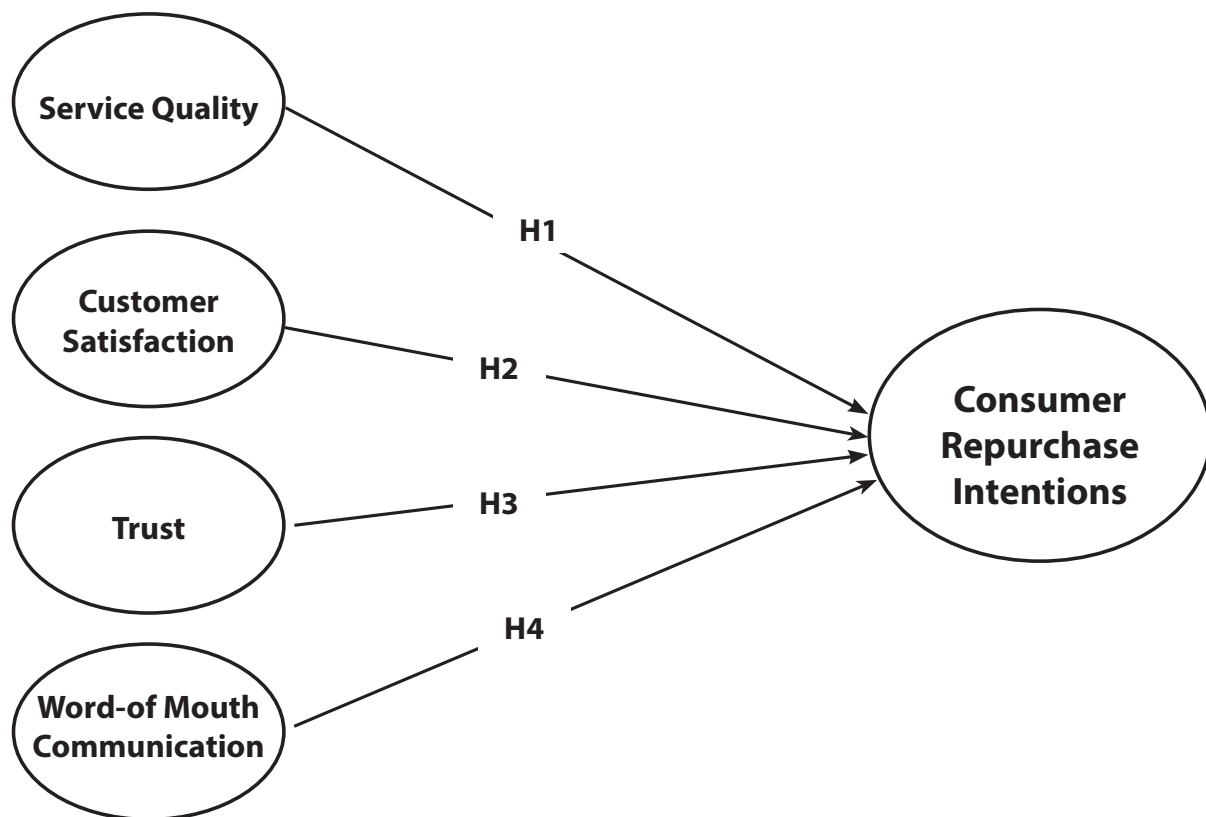 Service Quality
H1
Customer
Satisfaction
H2
Consumer
Repurchase
Intentions
H3
Trust
H4
Word-of Mouth
Communication